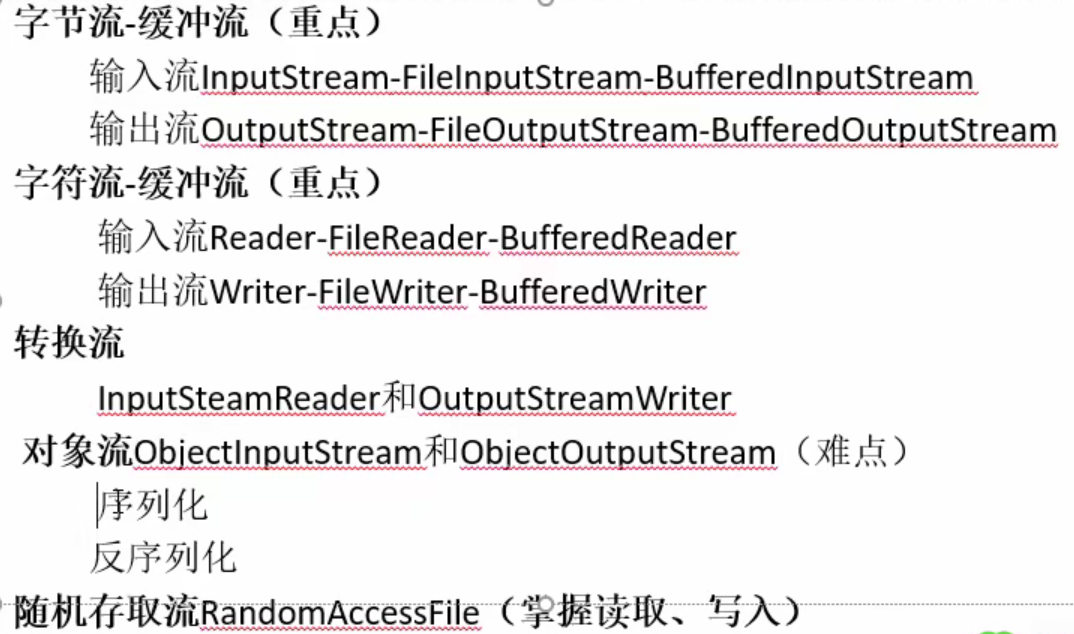 字节流-缓冲流（重点）
输入流InputStream-FileInputStream-BufferedInputStream
输出流OutputStream-FileOutputStream-BufferedOutputStream
字符流-缓冲流（重点）
输入流Reader-FileReader-BufferedReader
输出流Writer-FileWriter-BufferedWriter
转换流
InputSteamReader和OutputStreamWriter
对象流ObjectInputStream和ObjectOutputStream（难点）
序列化
反序列化
随机存取流RandomAccessFile（掌握读取、写入）